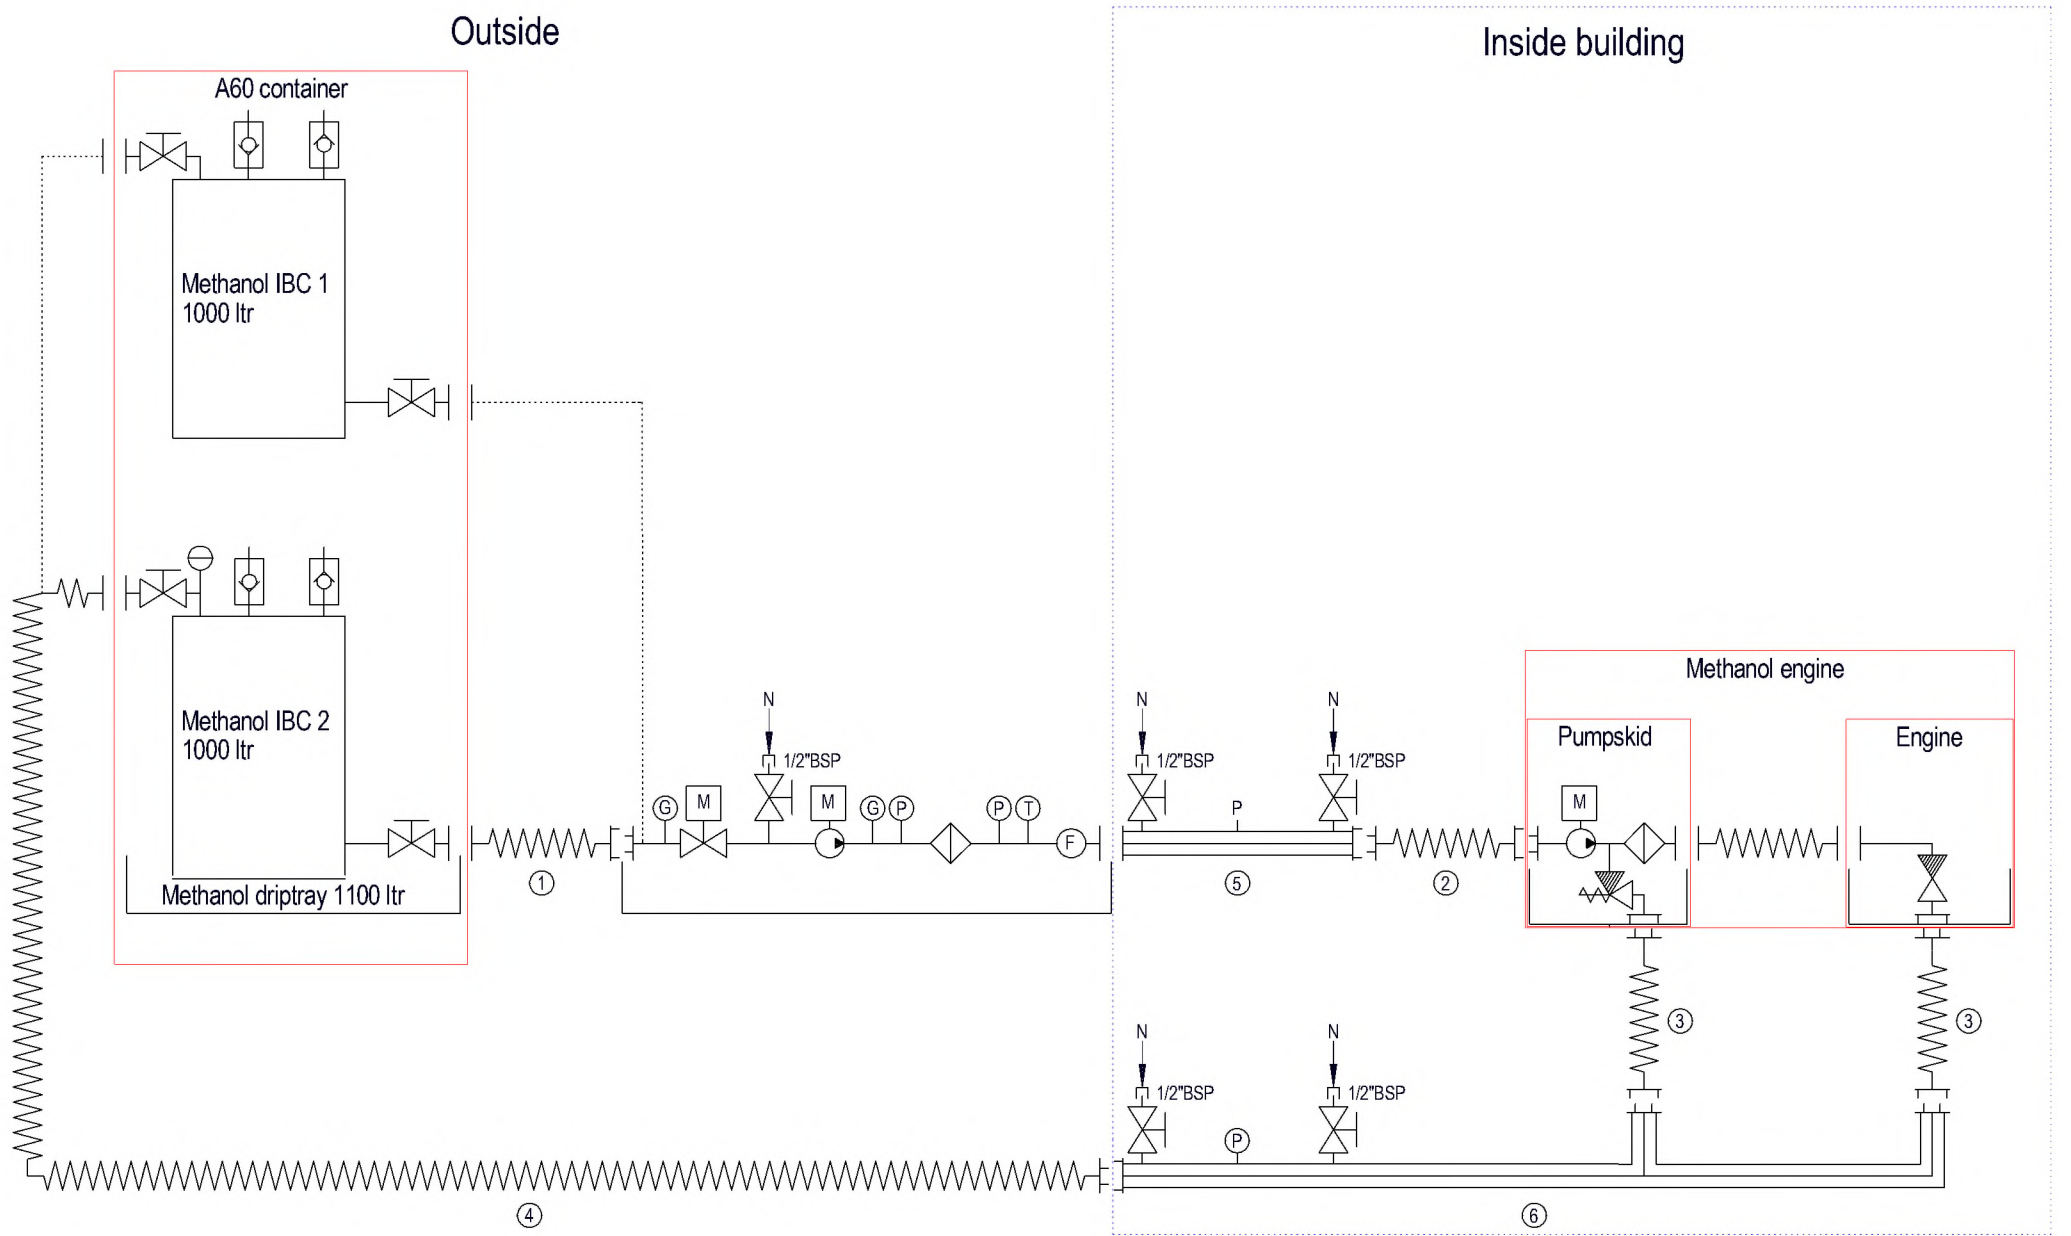 Outside
Inside building
A60 container
Methanol IBC 1
1000 ltr
Methanol IBC 2
1000 ltr
Methanol driptray 1100 ltr
N
1/2"BSP
G
M
M
G
P
P
T
F
1
N
1/2"BSP
N
1/2"BSP
P
5
2
Methanol engine
Pumpskid
Engine
M
3
3
N
1/2"BSP
N
1/2"BSP
P
4
6